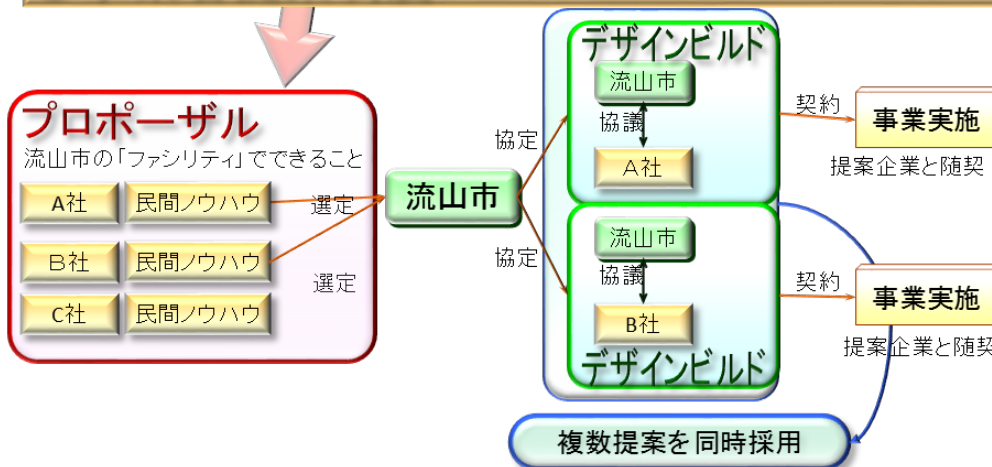 プロポーザル
流山市の「ファシリティ」でできること
A社 民間ノウハウ
B社 民間ノウハウ
C社 民間ノウハウ
選定
選定
流山市
協定
協定
デザインビルド
流山市
協議
A社
流山市
協議
B社
デザインビルド
契約
事業実施
提案企業と随契
契約
事業実施
提案企業と随契
複数提案を同時採用